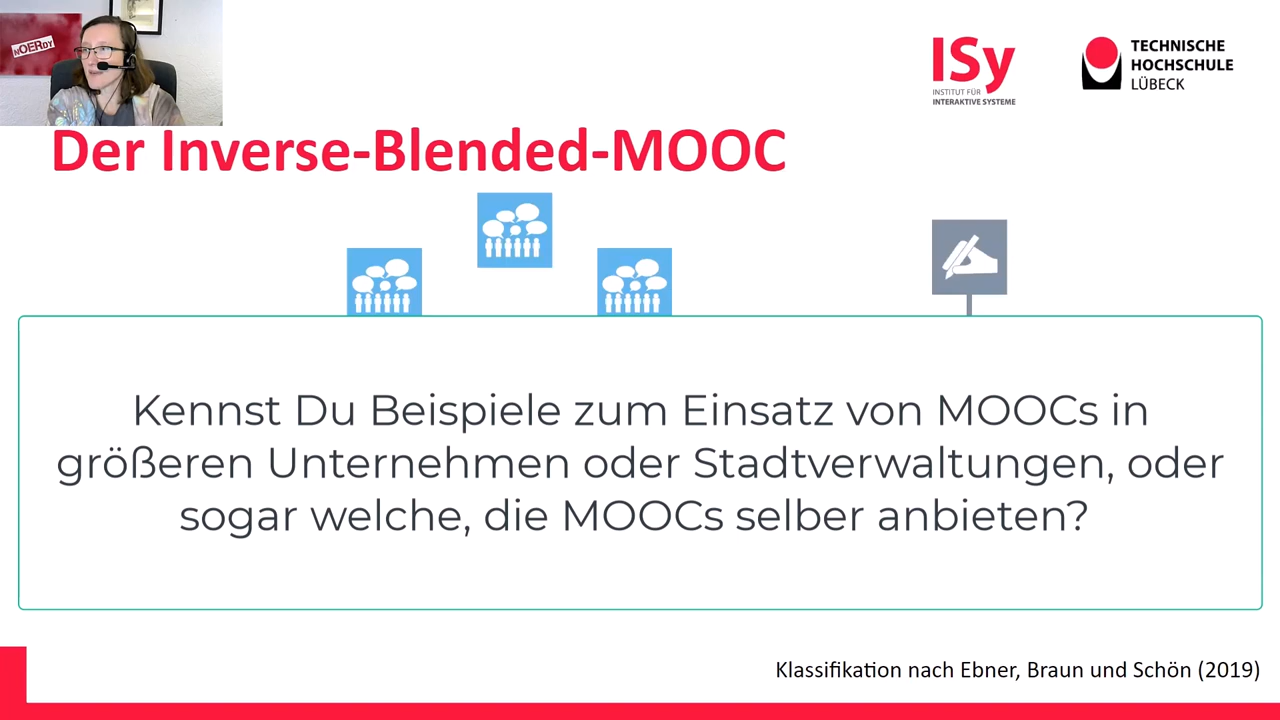 nOERdy
ISy
INSTITUT FÜR
INTERAKTIVE SYSTEME
TECHNISCHE
HOCHSCHULE
LÜBECK
Der Inverse-Blended-MOOC
Kennst Du Beispiele zum Einsatz von MOOCs in
größeren Unternehmen oder Stadtverwaltungen, oder
sogar welche, die MOOCs selber anbieten?
Klassifikation nach Ebner, Braun und Schön (2019)